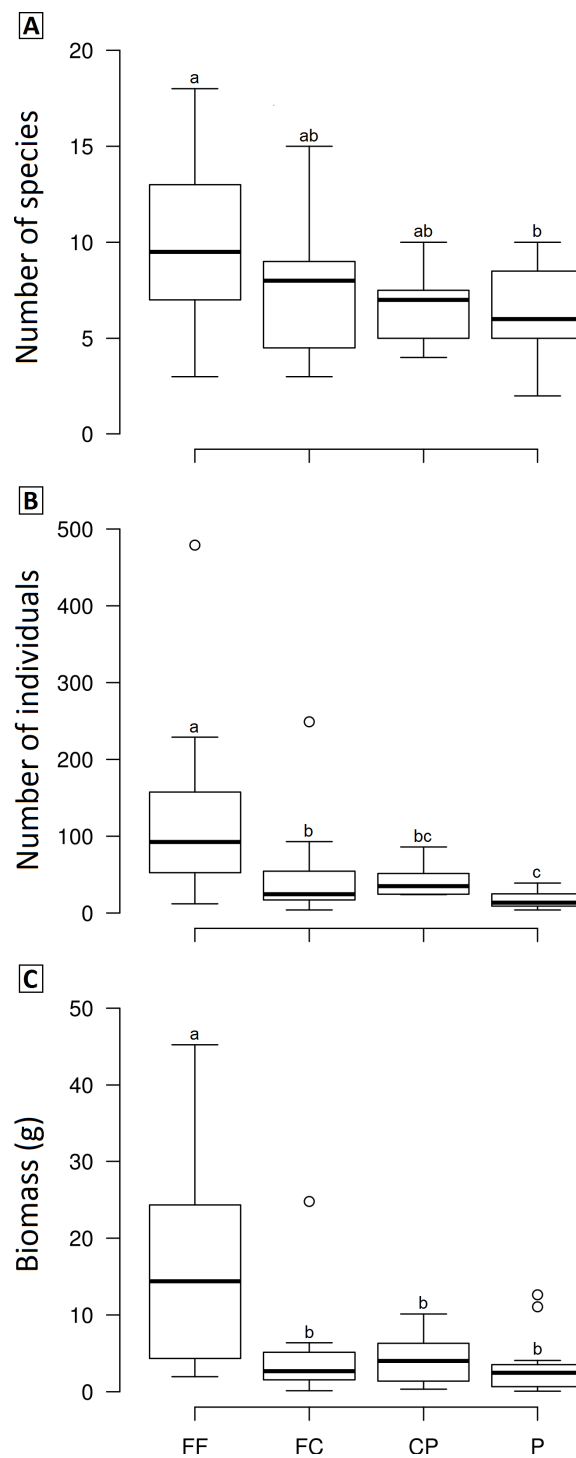 A
Number of species
20
15
10
5
0
a
ab
ab
b
B
Number of individuals
500
400
300
200
100
0
a
b
bc
c
C
Biomass (g)
50
40
30
20
10
0
a
b
b
b
FF FC CP P